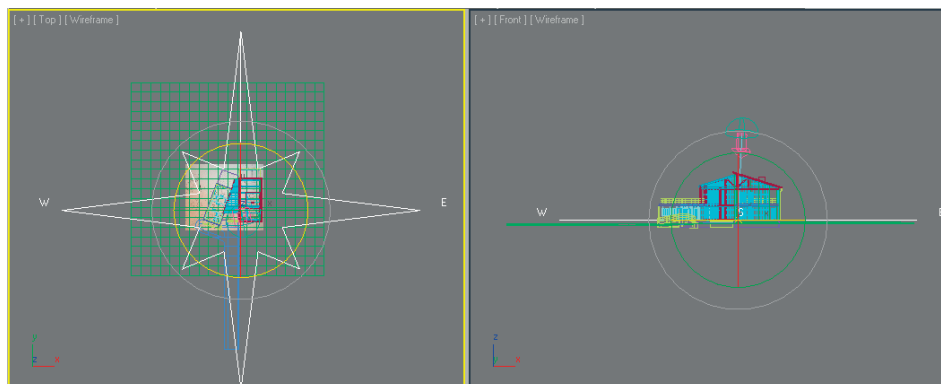 [ + ] [ Top ] [ Wireframe ]
[ + ] [ Front ] [ Wireframe ]
W
E
W
S
E
y
z
x
z
x